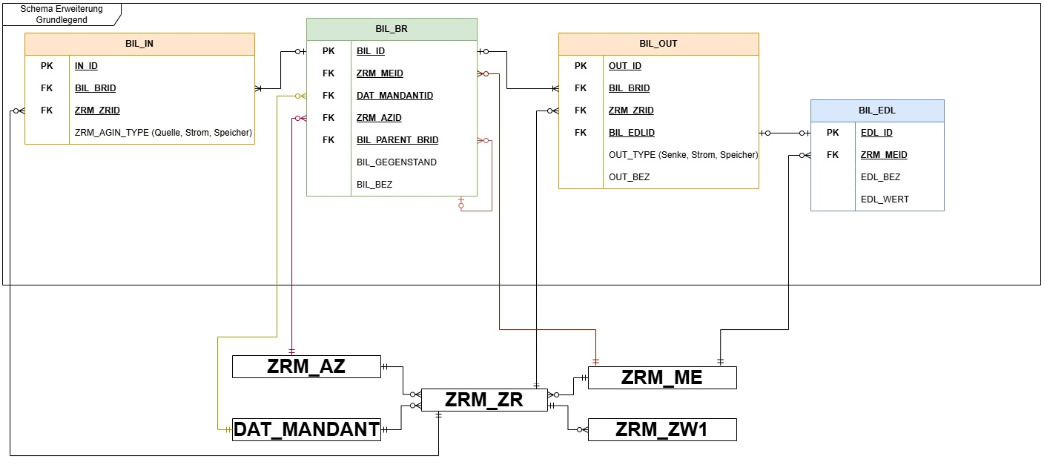 Schema Erweiterung
Grundlegend
BIL_IN
PK IN_ID
FK BIL_BRID
FK ZRM_ZRID
ZRM_AGIN_TYPE (Quelle, Strom, Speicher)
BIL_BR
PK BIL_ID
FK ZRM_MEID
FK DAT_MANDANTID
FK ZRM_AZID
FK BIL_PARENT_BRID
BIL_GEGENSTAND
BIL_BEZ
BIL_OUT
PK OUT_ID
FK BIL_BRID
FK ZRM_ZRID
FK BIL_EDLID
OUT_TYPE (Senke, Strom, Speicher)
OUT_BEZ
BIL_EDL
PK EDL_ID
FK ZRM_MEID
EDL_BEZ
EDL_WERT
ZRM_AZ
ZRM_ME
ZRM_ZR
DAT_MANDANT
ZRM_ZW1